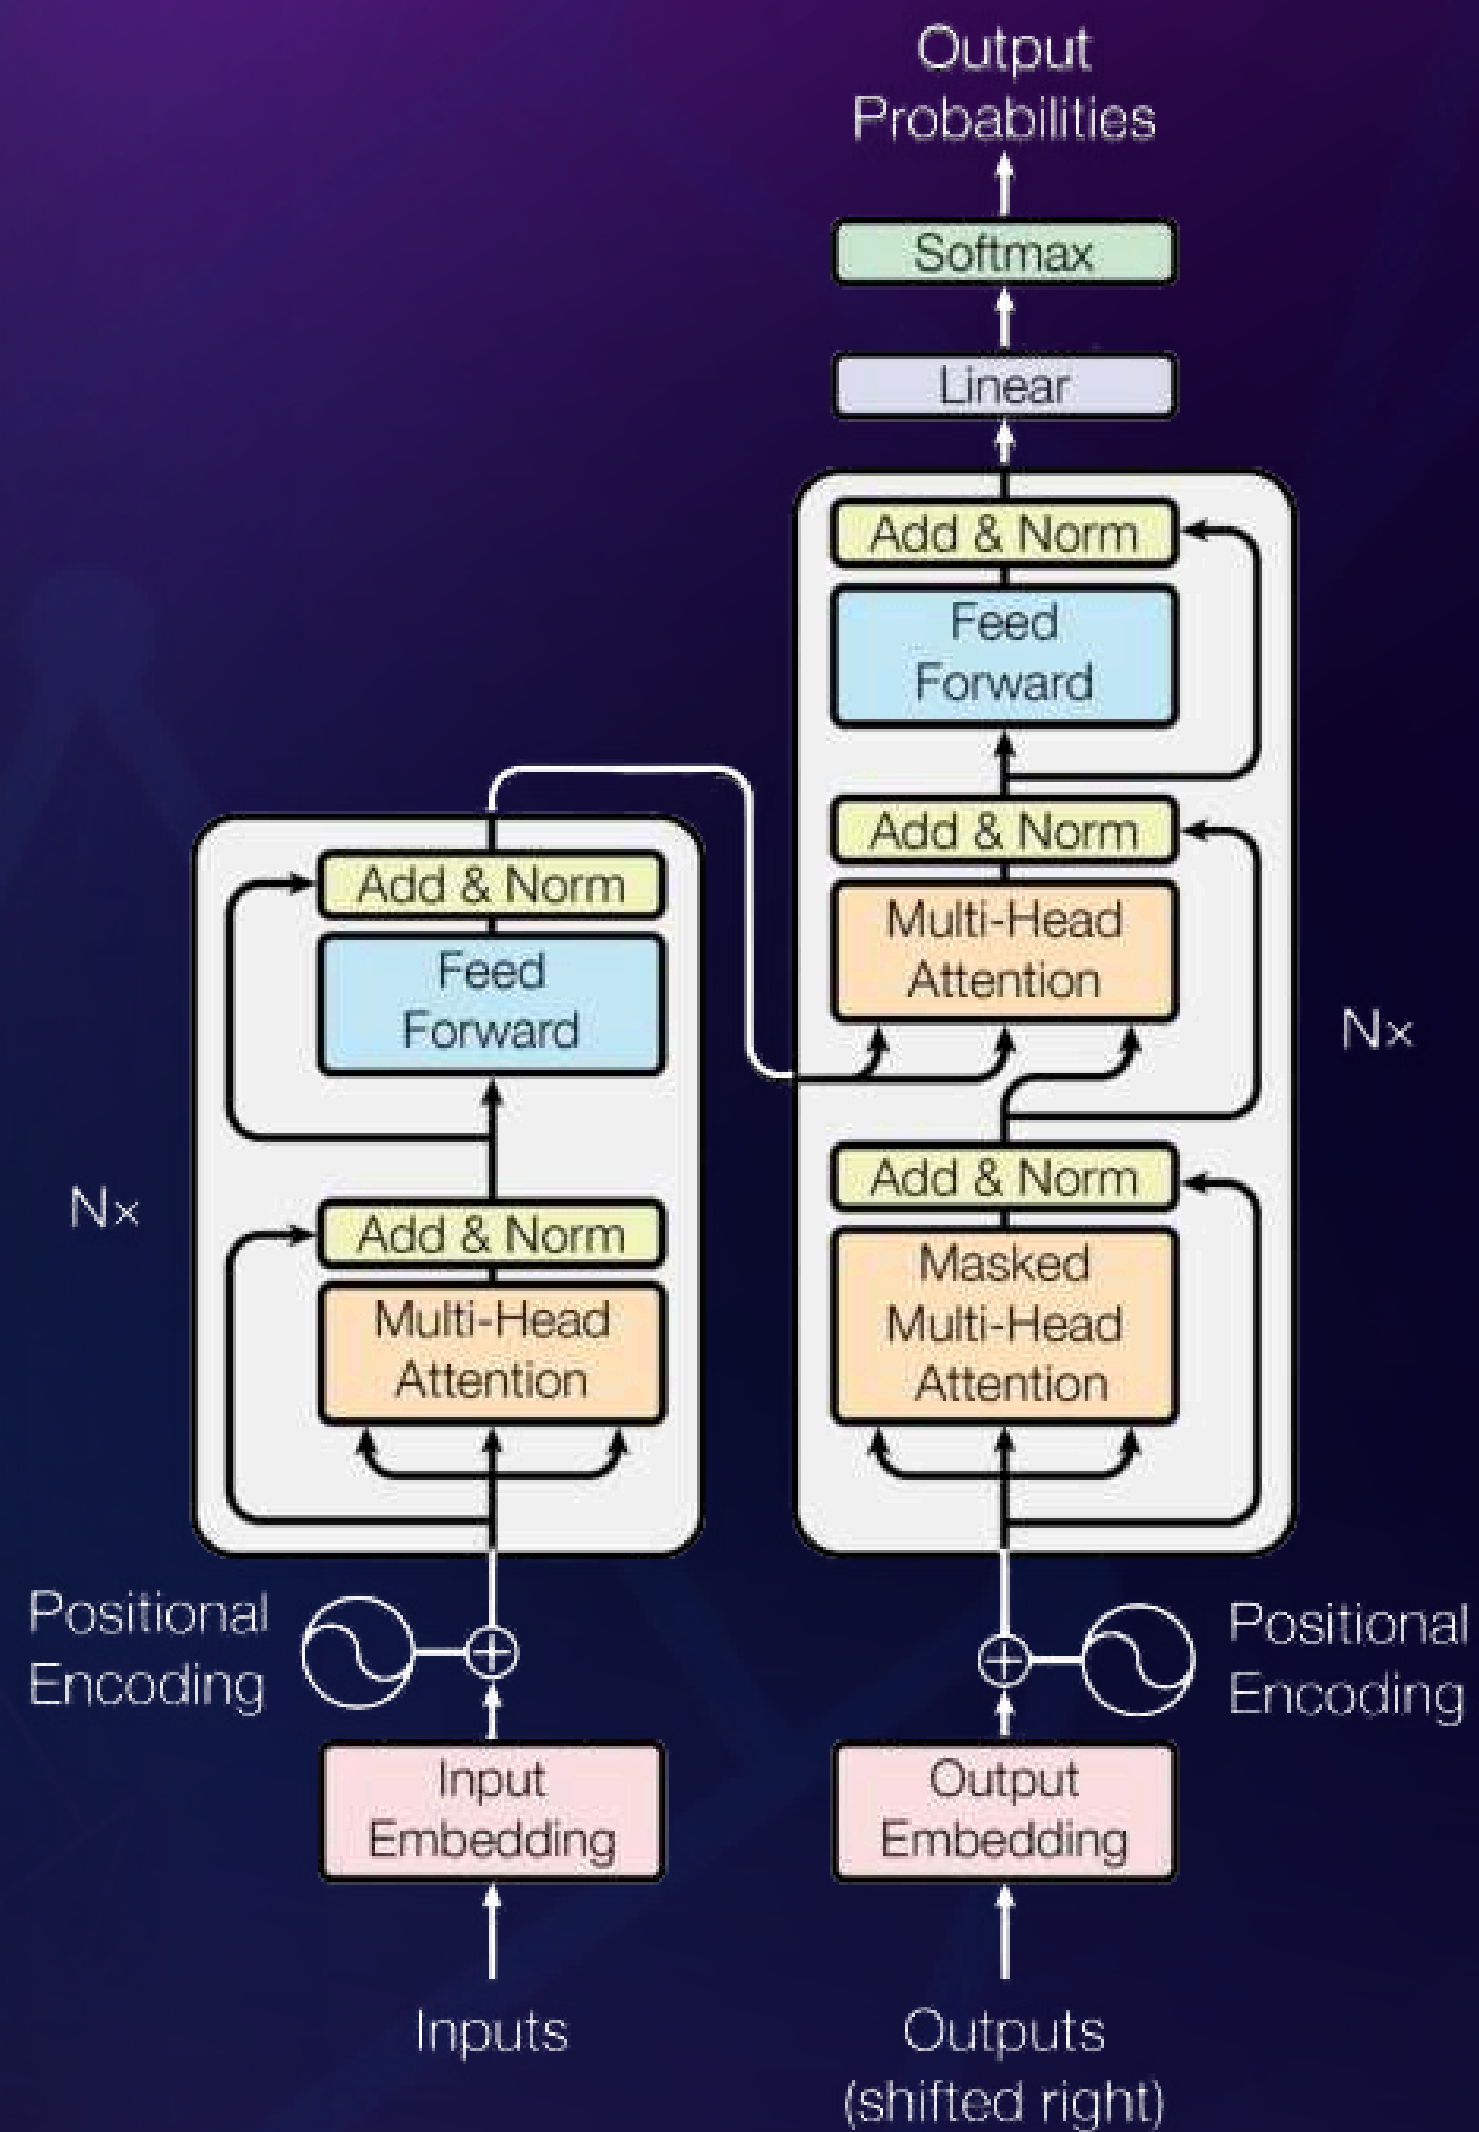 Output
Probabilities
Softmax
Linear
Add & Norm
Feed
Forward
Add & Norm
Multi-Head
Attention
Nx
Add & Norm
Masked
Multi-Head
Attention
Add & Norm
Feed
Forward
Nx
Add & Norm
Multi-Head
Attention
Positional
Encoding
Positional
Encoding
Input
Embedding
Output
Embedding
Inputs
Outputs
(shifted right)